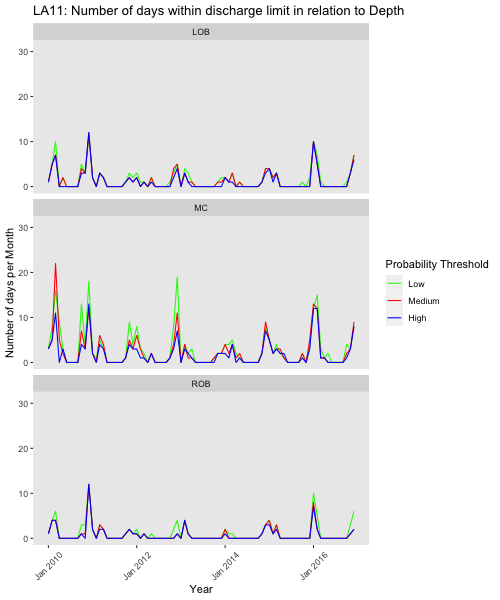 LA11: Number of days within discharge limit in relation to Depth
LOB
30
20
10
0
MC
30
20
10
0
ROB
30
20
10
0
Number of days per Month
Jan 2010
Jan 2012
Jan 2014
Jan 2016
Year
Probability Threshold
Low
Medium
High